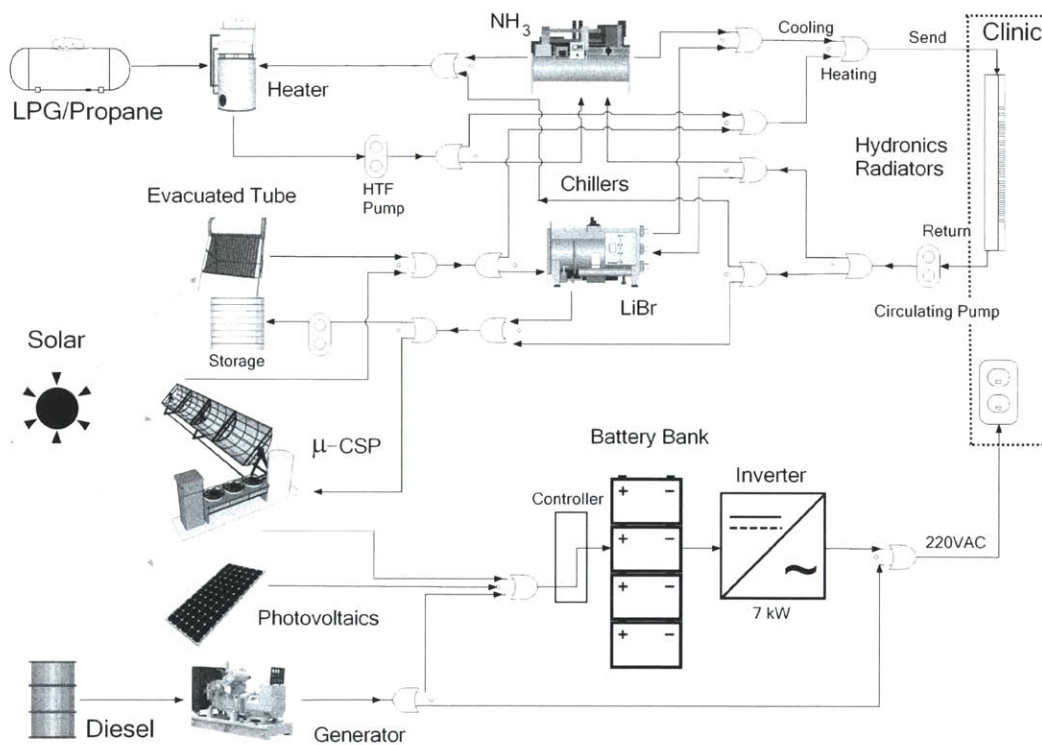 NH3
Cooling
Send
Clinic
Heating
LPG/Propane
Heater
HTF
Pump
Chillers
Hydronics
Radiators
Evacuated Tube
Return
LiBr
Circulating Pump
Storage
Solar
μ-CSP
Battery Bank
Inverter
Controller
+ −
+ −
+ −
+ −
220VAC
7 kW
Photovoltaics
Diesel
Generator